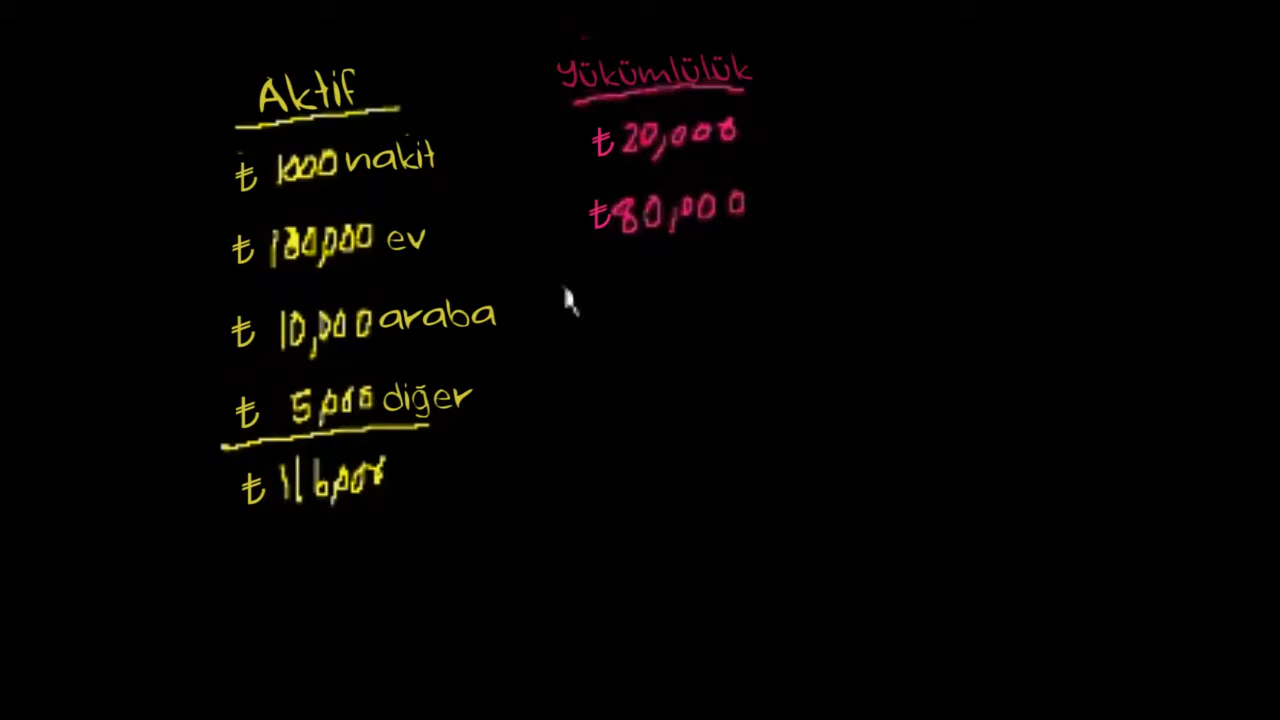 Aktif
₺ 1000 nakit
₺ 100,000 ev
₺ 10,000 araba
₺ 5,000 diğer
₺ 116,000
Yükümlülük
₺ 20,000
₺ 80,000